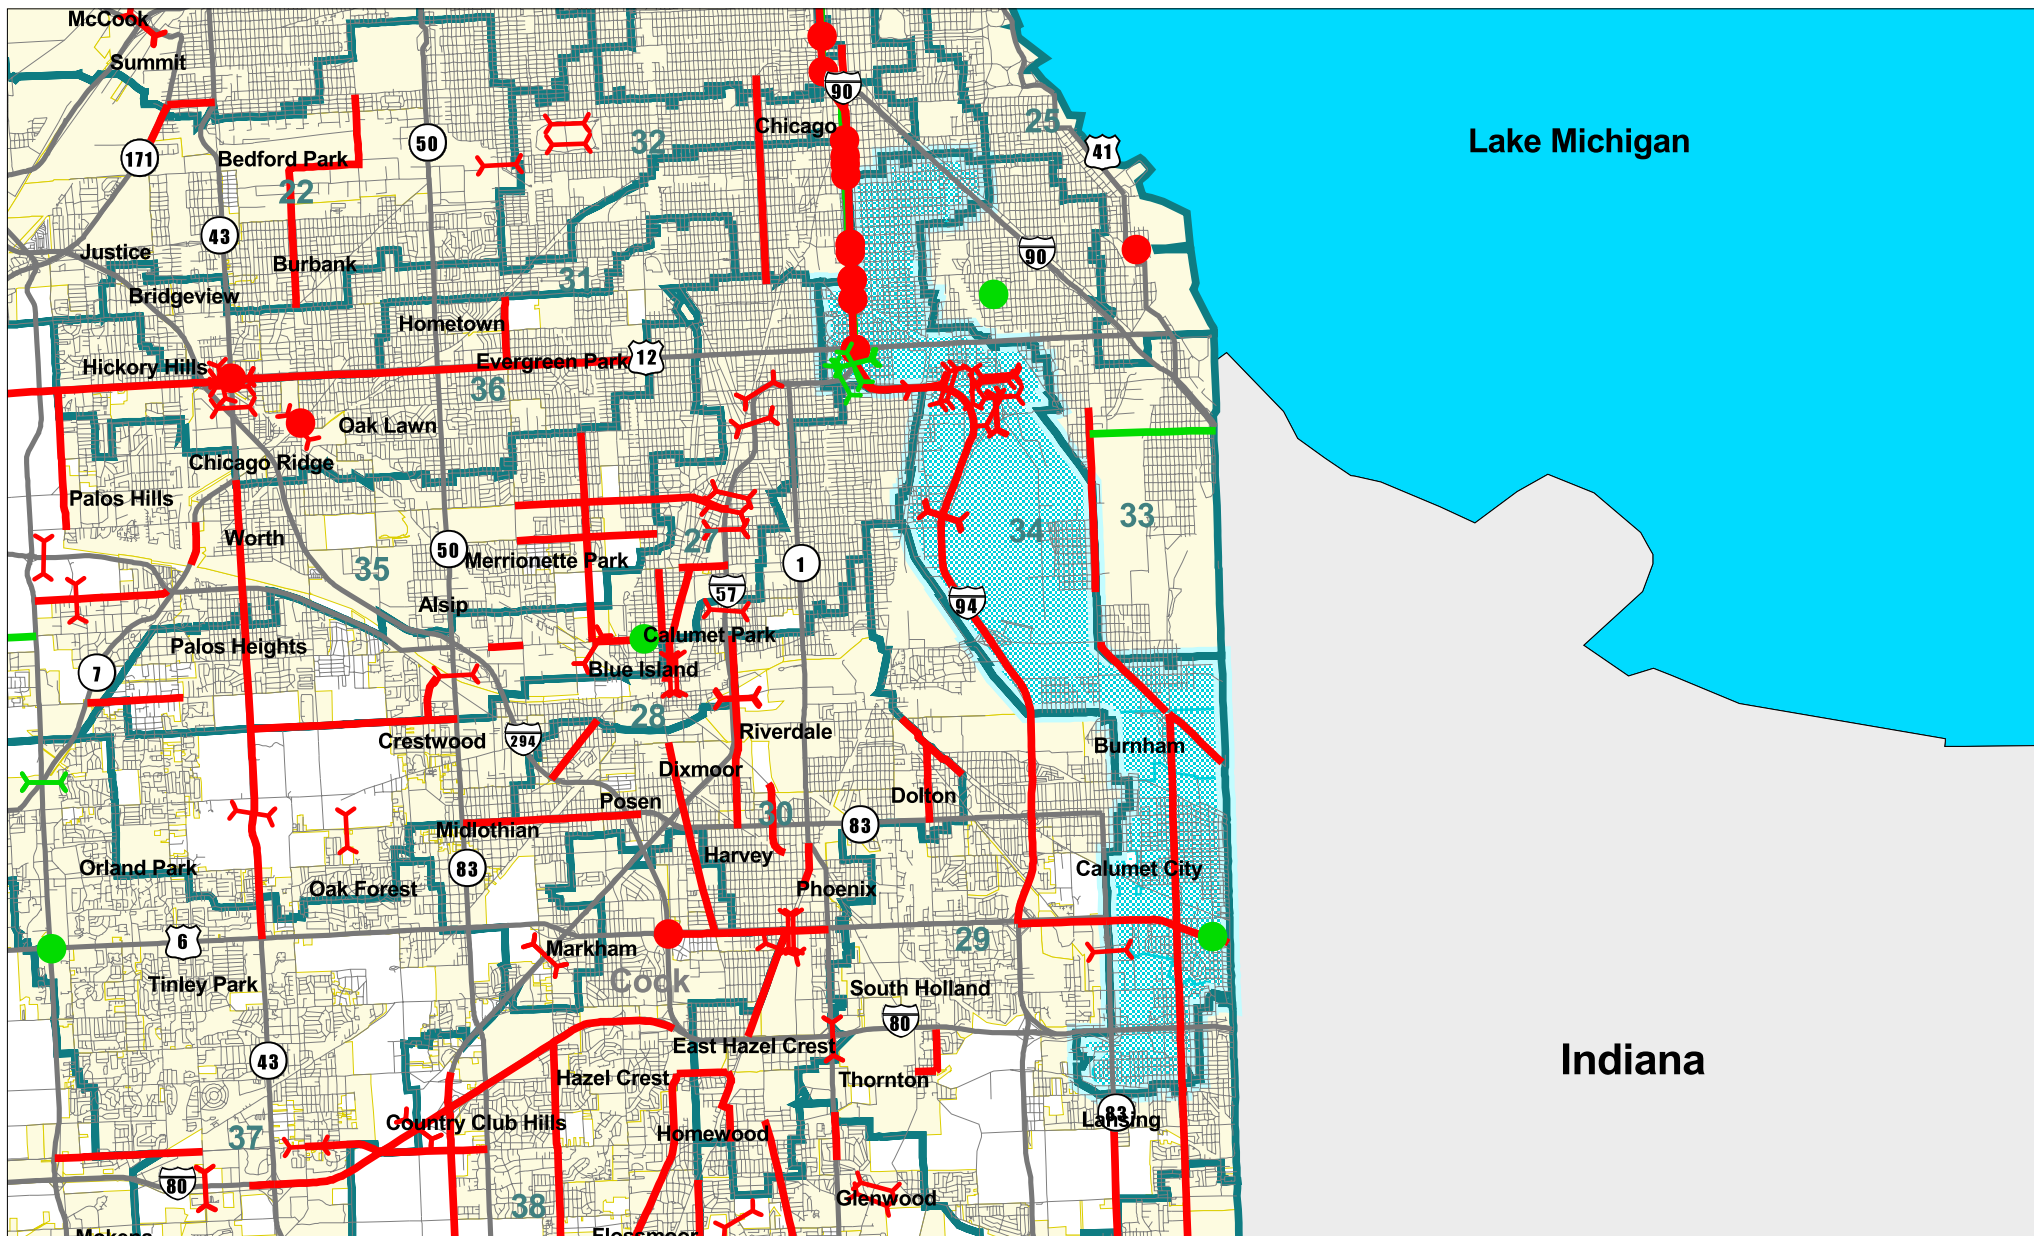 McCook
Summit
90
Chicago
25
32
41
Lake Michigan
171
50
Bedford Park
22
43
Justice
Burbank
90
31
Bridgeview
Hometown
Hickory Hills
Evergreen Park
12
36
Oak Lawn
Chicago Ridge
Palos Hills
33
34
Worth
27
50
Merrionette Park
1
35
57
94
Alsip
Calumet Park
Palos Heights
7
Blue Island
28
Riverdale
Crestwood
294
Burnham
Dixmoor
Posen
Dolton
30
83
Midlothian
Harvey
Orland Park
83
Oak Forest
Phoenix
Calumet City
6
29
Markham
Cook
Tinley Park
South Holland
80
East Hazel Crest
Indiana
43
Hazel Crest
Thornton
83
Lansing
Country Club Hills
Homewood
37
80
Glenwood
38
Mokena
Flossmoor